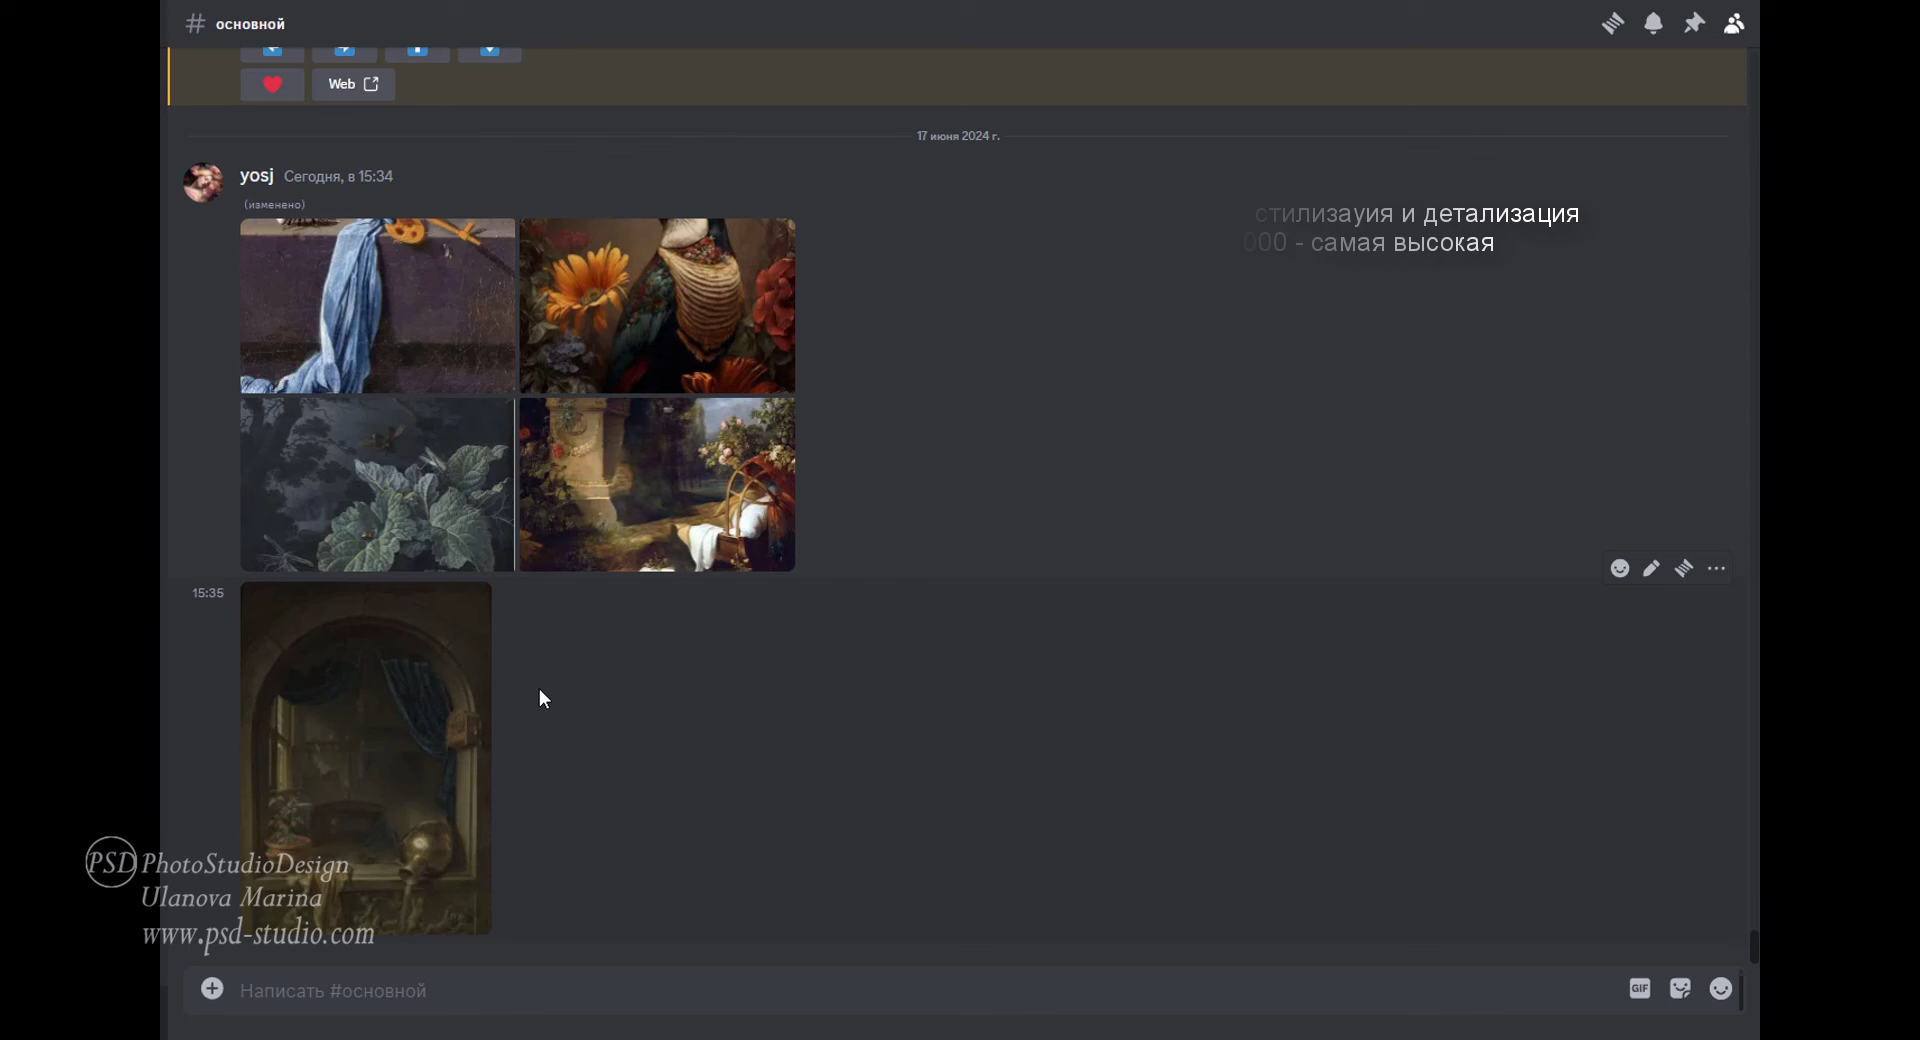 # основной
Web
17 июня 2024 г.
yosj Сегодня, в 15:34
(изменено)
стилизауия и детализация
000 - самая высокая
15:35
PSD PhotoStudioDesign
Ulanova Marina
www.psd-studio.com
Написать #основной
GIF